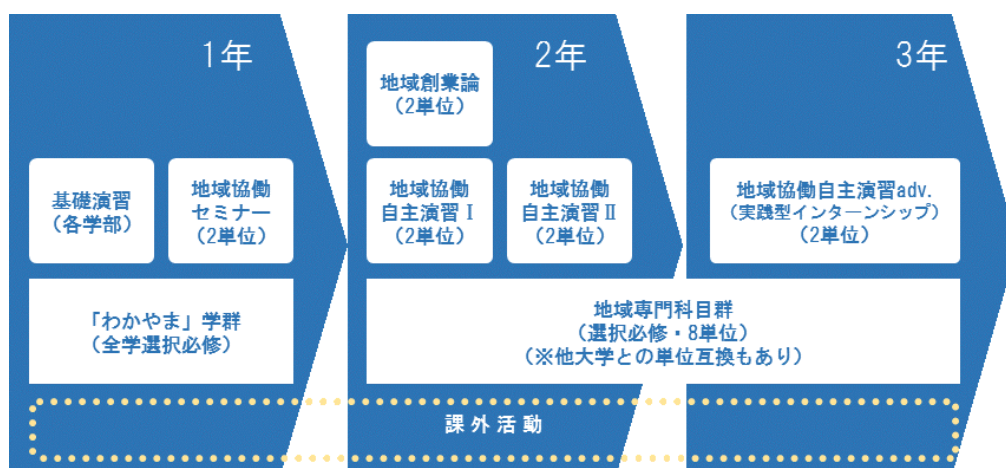 1年
基礎演習
(各学部)
地域協働
セミナー
(2単位)
「わかやま」学群
(全学選択必修)
2年
地域創業論
(2単位)
地域協働
自主演習Ⅰ
(2単位)
地域協働
自主演習Ⅱ
(2単位)
3年
地域協働自主演習adv.
(実践型インターンシップ)
(2単位)
地域専門科目群
(選択必修・8単位)
(※他大学との単位互換もあり)
課外活動